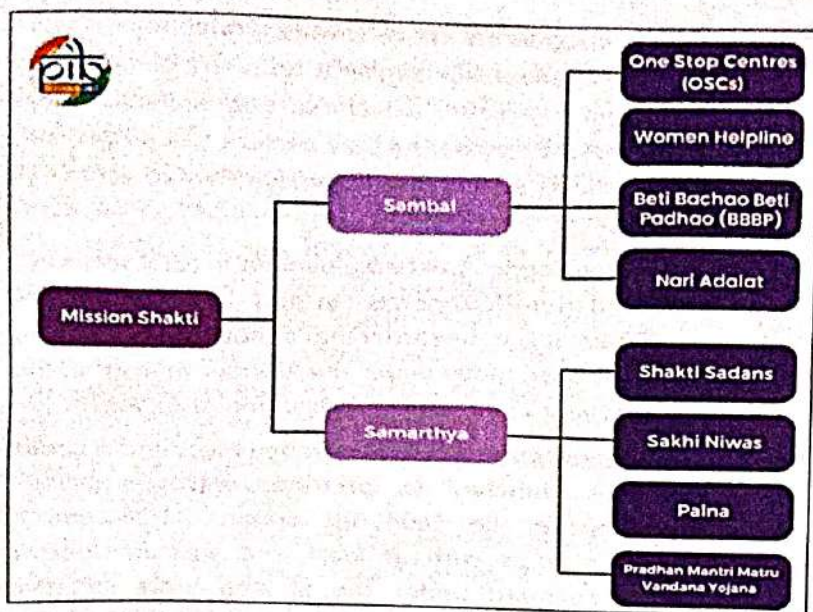 pib
One Stop Centres
(OSCs)
Women Helpline
Sambal
Beti Bachao Beti
Padhao (BBBP)
Nari Adalat
Mission Shakti
Shakti Sadans
Samarthya
Sakhi Niwas
Palna
Pradhan Mantri Matru
Vandana Yojana